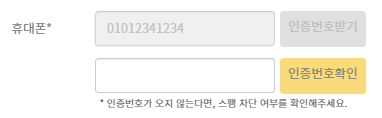 휴대폰* 01012341234 인증번호받기
인증번호확인
* 인증번호가 오지 않는다면, 스팸 차단 여부를 확인해주세요.